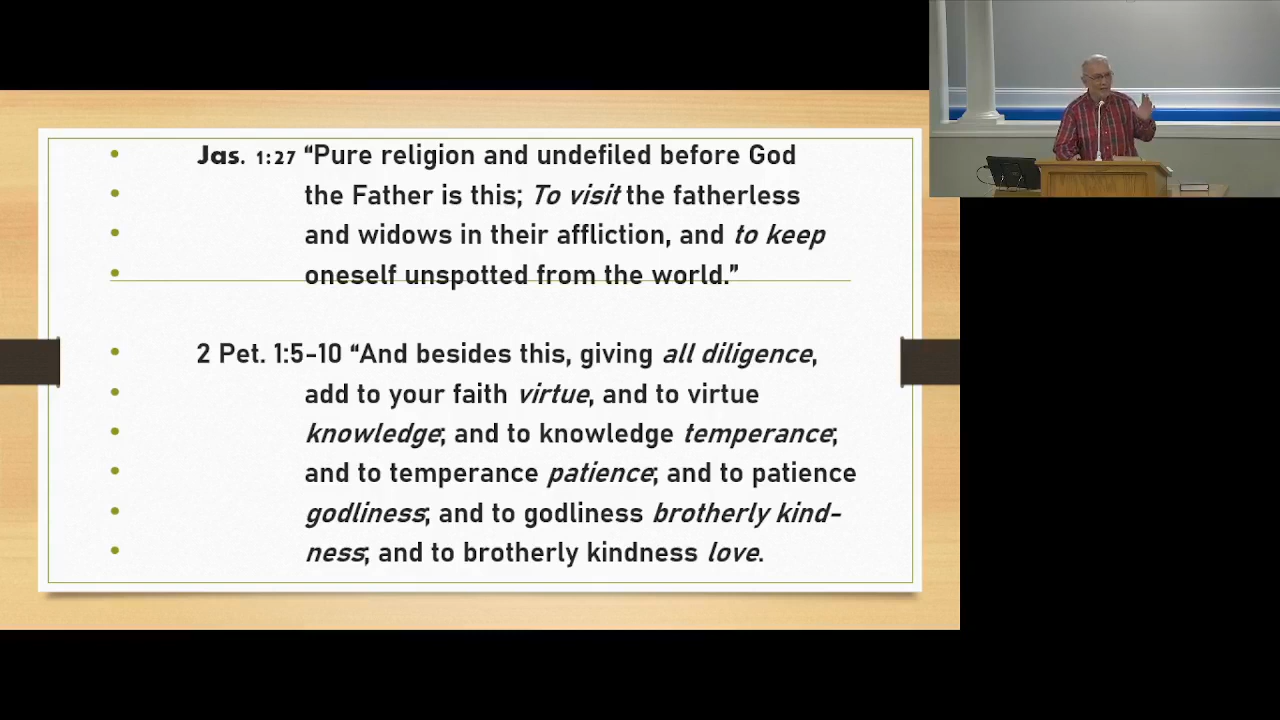 Jas. 1:27 “Pure religion and undefiled before God
the Father is this; To visit the fatherless
and widows in their affliction, and to keep
oneself unspotted from the world.”
2 Pet. 1:5-10 “And besides this, giving all diligence,
add to your faith virtue, and to virtue
knowledge; and to knowledge temperance;
and to temperance patience; and to patience
godliness; and to godliness brotherly kind-
ness; and to brotherly kindness love.